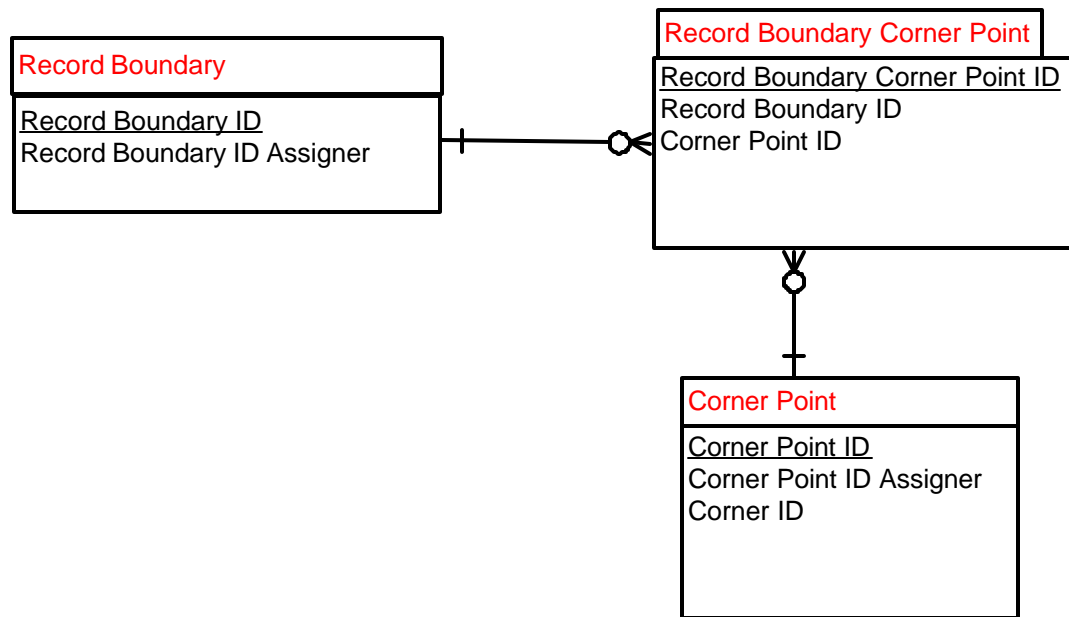 Record Boundary
Record Boundary ID
Record Boundary ID Assigner
Record Boundary Corner Point
Record Boundary Corner Point ID
Record Boundary ID
Corner Point ID
Corner Point
Corner Point ID
Corner Point ID Assigner
Corner ID